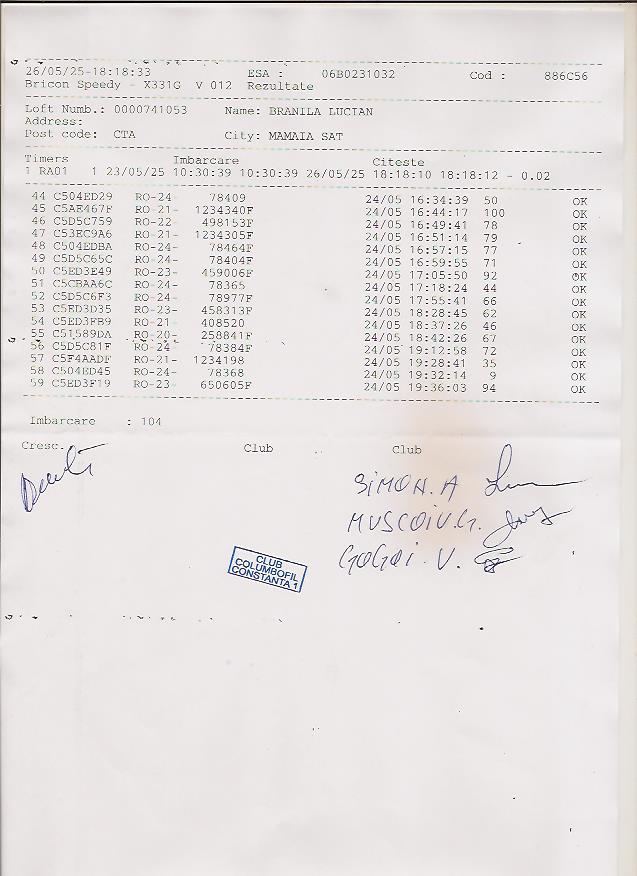 26/05/25-18:18:33 ESA : 06B0231032 Cod : 886C56
Bricon Speedy - X331G V 012 Rezultate
Loft Numb.: 0000741053 Name: BRANILA LUCIAN
Address:
Post code: CTA City: MAMAIA SAT
Timers Imbarcare Citeste
1 RA01 1 23/05/25 10:30:39 10:30:39 26/05/25 18:18:10 18:18:12 - 0.02
44 C504ED29 RO-24- 78409 24/05 16:34:39 50 OK
45 C5AE467F RO-21- 1234340F 24/05 16:44:17 100 OK
46 C5D5C759 RO-22- 498153F 24/05 16:49:41 78 OK
47 C53EC9A6 RO-21- 1234305F 24/05 16:51:14 79 OK
48 C504EDBA RO-24- 78464F 24/05 16:57:15 77 OK
49 C5D5C65C RO-24- 78404F 24/05 16:59:55 71 OK
50 C5ED3E49 RO-23- 459006F 24/05 17:05:50 92 OK
51 C5CBAA6C RO-24- 78365 24/05 17:18:24 44 OK
52 C5D5C6F3 RO-24- 78977F 24/05 17:55:41 66 OK
53 C5ED3D35 RO-23- 458313F 24/05 18:28:45 62 OK
54 C5ED3FB9 RO-21 408520 24/05 18:37:26 46 OK
55 C51589DA RO-20- 258841F 24/05 18:42:26 67 OK
56 C5D5C81F RO-24 78384F 24/05 19:12:58 72 OK
57 C5F4AADF RO-21- 1234198 24/05 19:28:41 35 OK
58 C504ED45 RO-24- 78368 24/05 19:32:14 9 OK
59 C5ED3F19 RO-23 650605F 24/05 19:36:03 94 OK
Imbarcare : 104
Cresc. Club Club
SIMON.A
MUSCOIU.G.
GOGOI.V.
CLUB
COLUMBOFIL
CONSTANTA 1